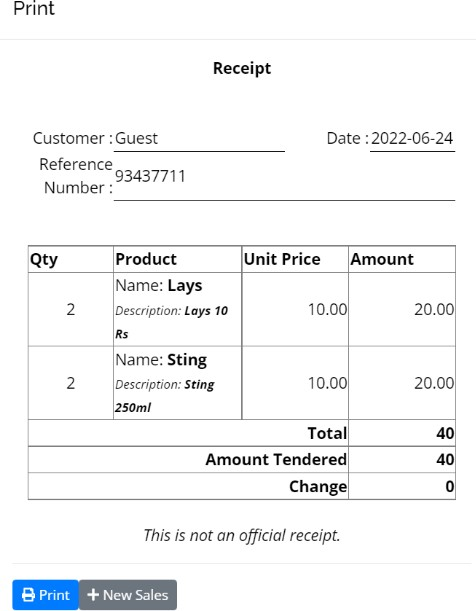 Print
Receipt
Customer : Guest Date : 2022-06-24
Reference
Number : 93437711
Qty Product Unit Price Amount
Name: Lays
2 Description: Lays 10 10.00 20.00
Rs
Name: Sting
2 Description: Sting 10.00 20.00
250ml
Total 40
Amount Tendered 40
Change 0
This is not an official receipt.
Print + New Sales